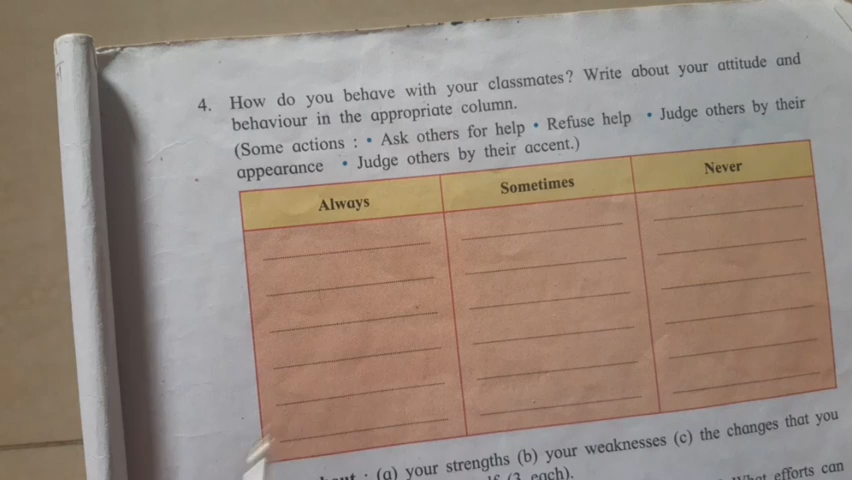 4. How do you behave with your classmates? Write about your attitude and
behaviour in the appropriate column.
(Some actions : • Ask others for help • Refuse help • Judge others by their
appearance • Judge others by their accent.)
Always Sometimes Never
: (a) your strengths (b) your weaknesses (c) the changes that you
(3 each).
efforts can